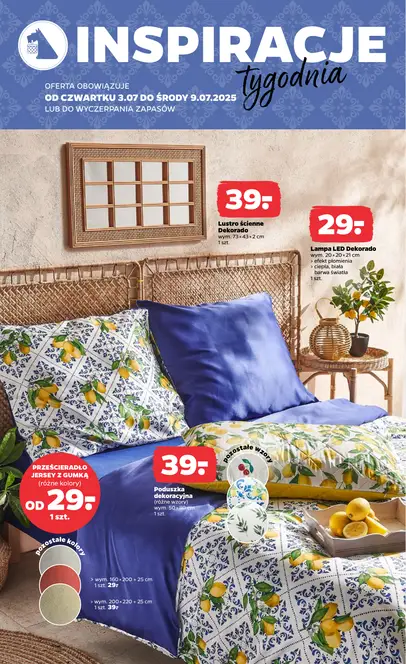 INSPIRACJE
tygodnia
OFERTA OBOWIĄZUJE
OD CZWARTKU 3.07 DO ŚRODY 9.07.2025
LUB DO WYCZERPANIA ZAPASÓW
39.-
Lustro ścienne
Dekorado
wym. 73 × 43 × 2 cm
1 szt.
29.-
Lampa LED Dekorado
wym. 20 × 20 × 21 cm
> efekt płomienia
> ciepła, biała
barwa światła
1 szt.
PRZEŚCIERADŁO
JERSEY Z GUMKĄ
(różne kolory)
OD 29.-
1 szt.
pozostałe kolory
> wym. 160 × 200 + 25 cm
1 szt. 29.-
> wym. 200 × 220 + 25 cm
1 szt. 39.-
39.-
Poduszka
dekoracyjna
(różne wzory)
wym. 50
1 szt.
pozostałe wzory